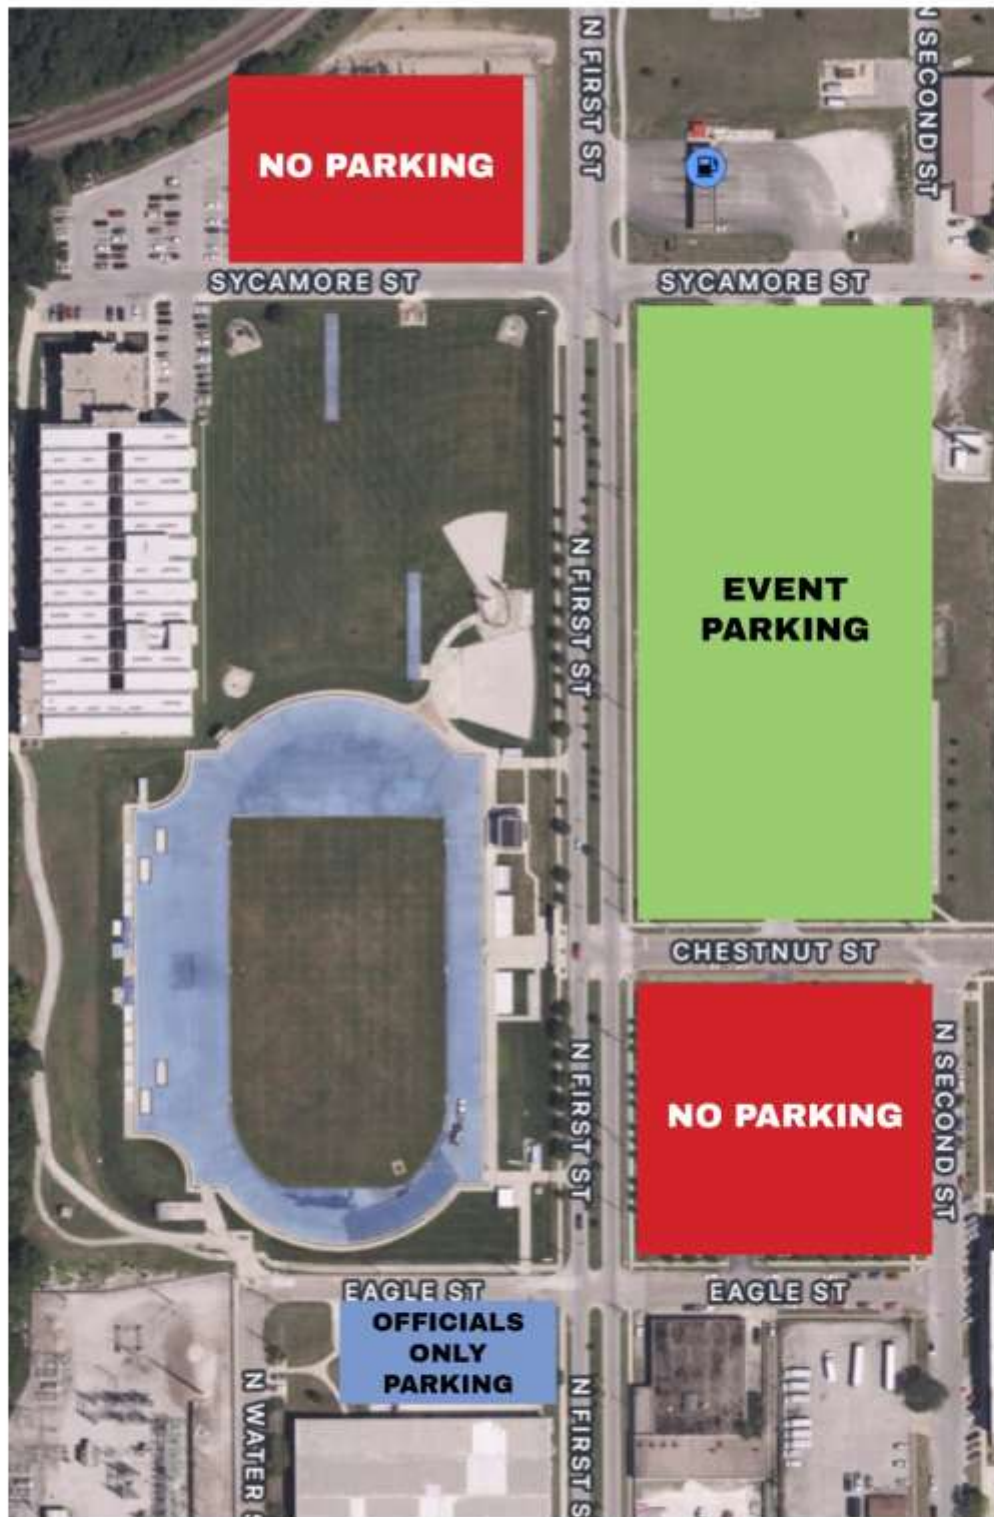 N FIRST ST
N SECOND ST
NO PARKING
SYCAMORE ST
SYCAMORE ST
EVENT
PARKING
N FIRST ST
CHESTNUT ST
N FIRST ST
NO PARKING
N SECOND ST
EAGLE ST
EAGLE ST
OFFICIALS
ONLY
PARKING
N WATER S
N FIRST S